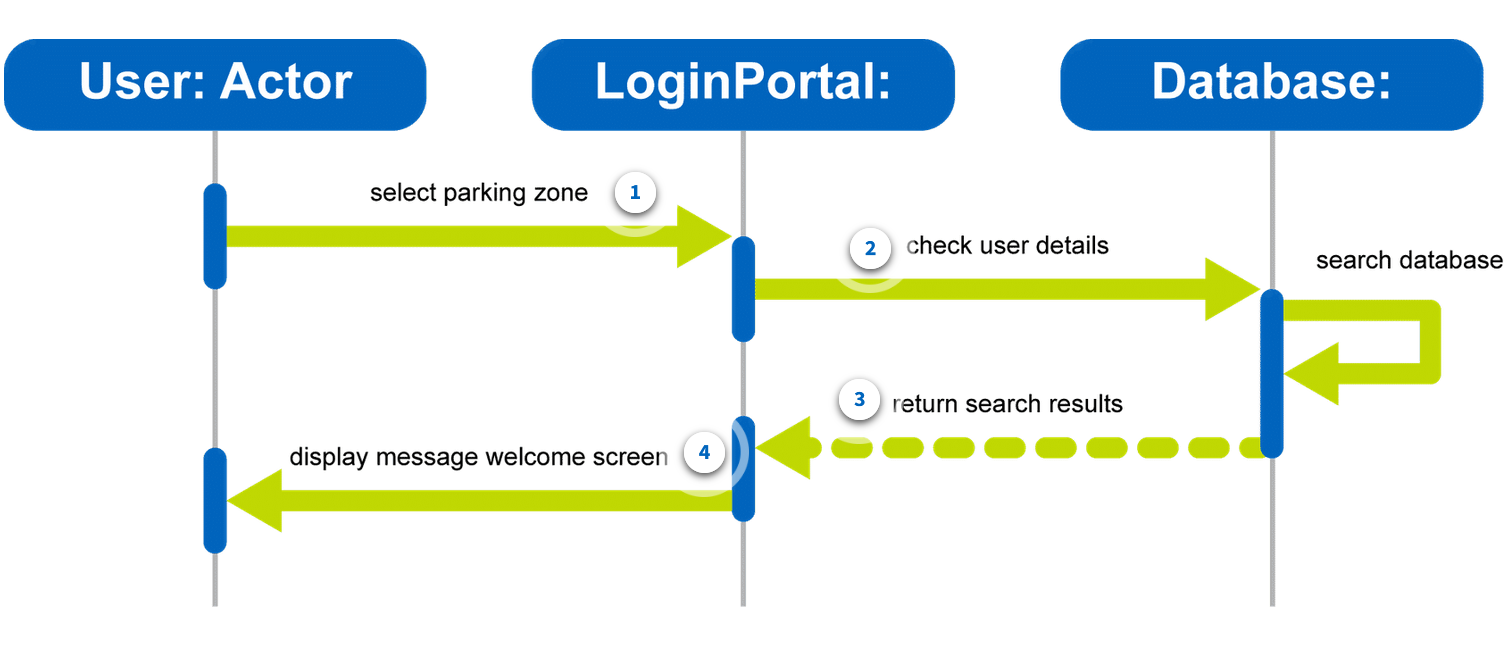 User: Actor
LoginPortal:
Database:
select parking zone
1
2
check user details
search database
3
return search results
display message welcome screen
4